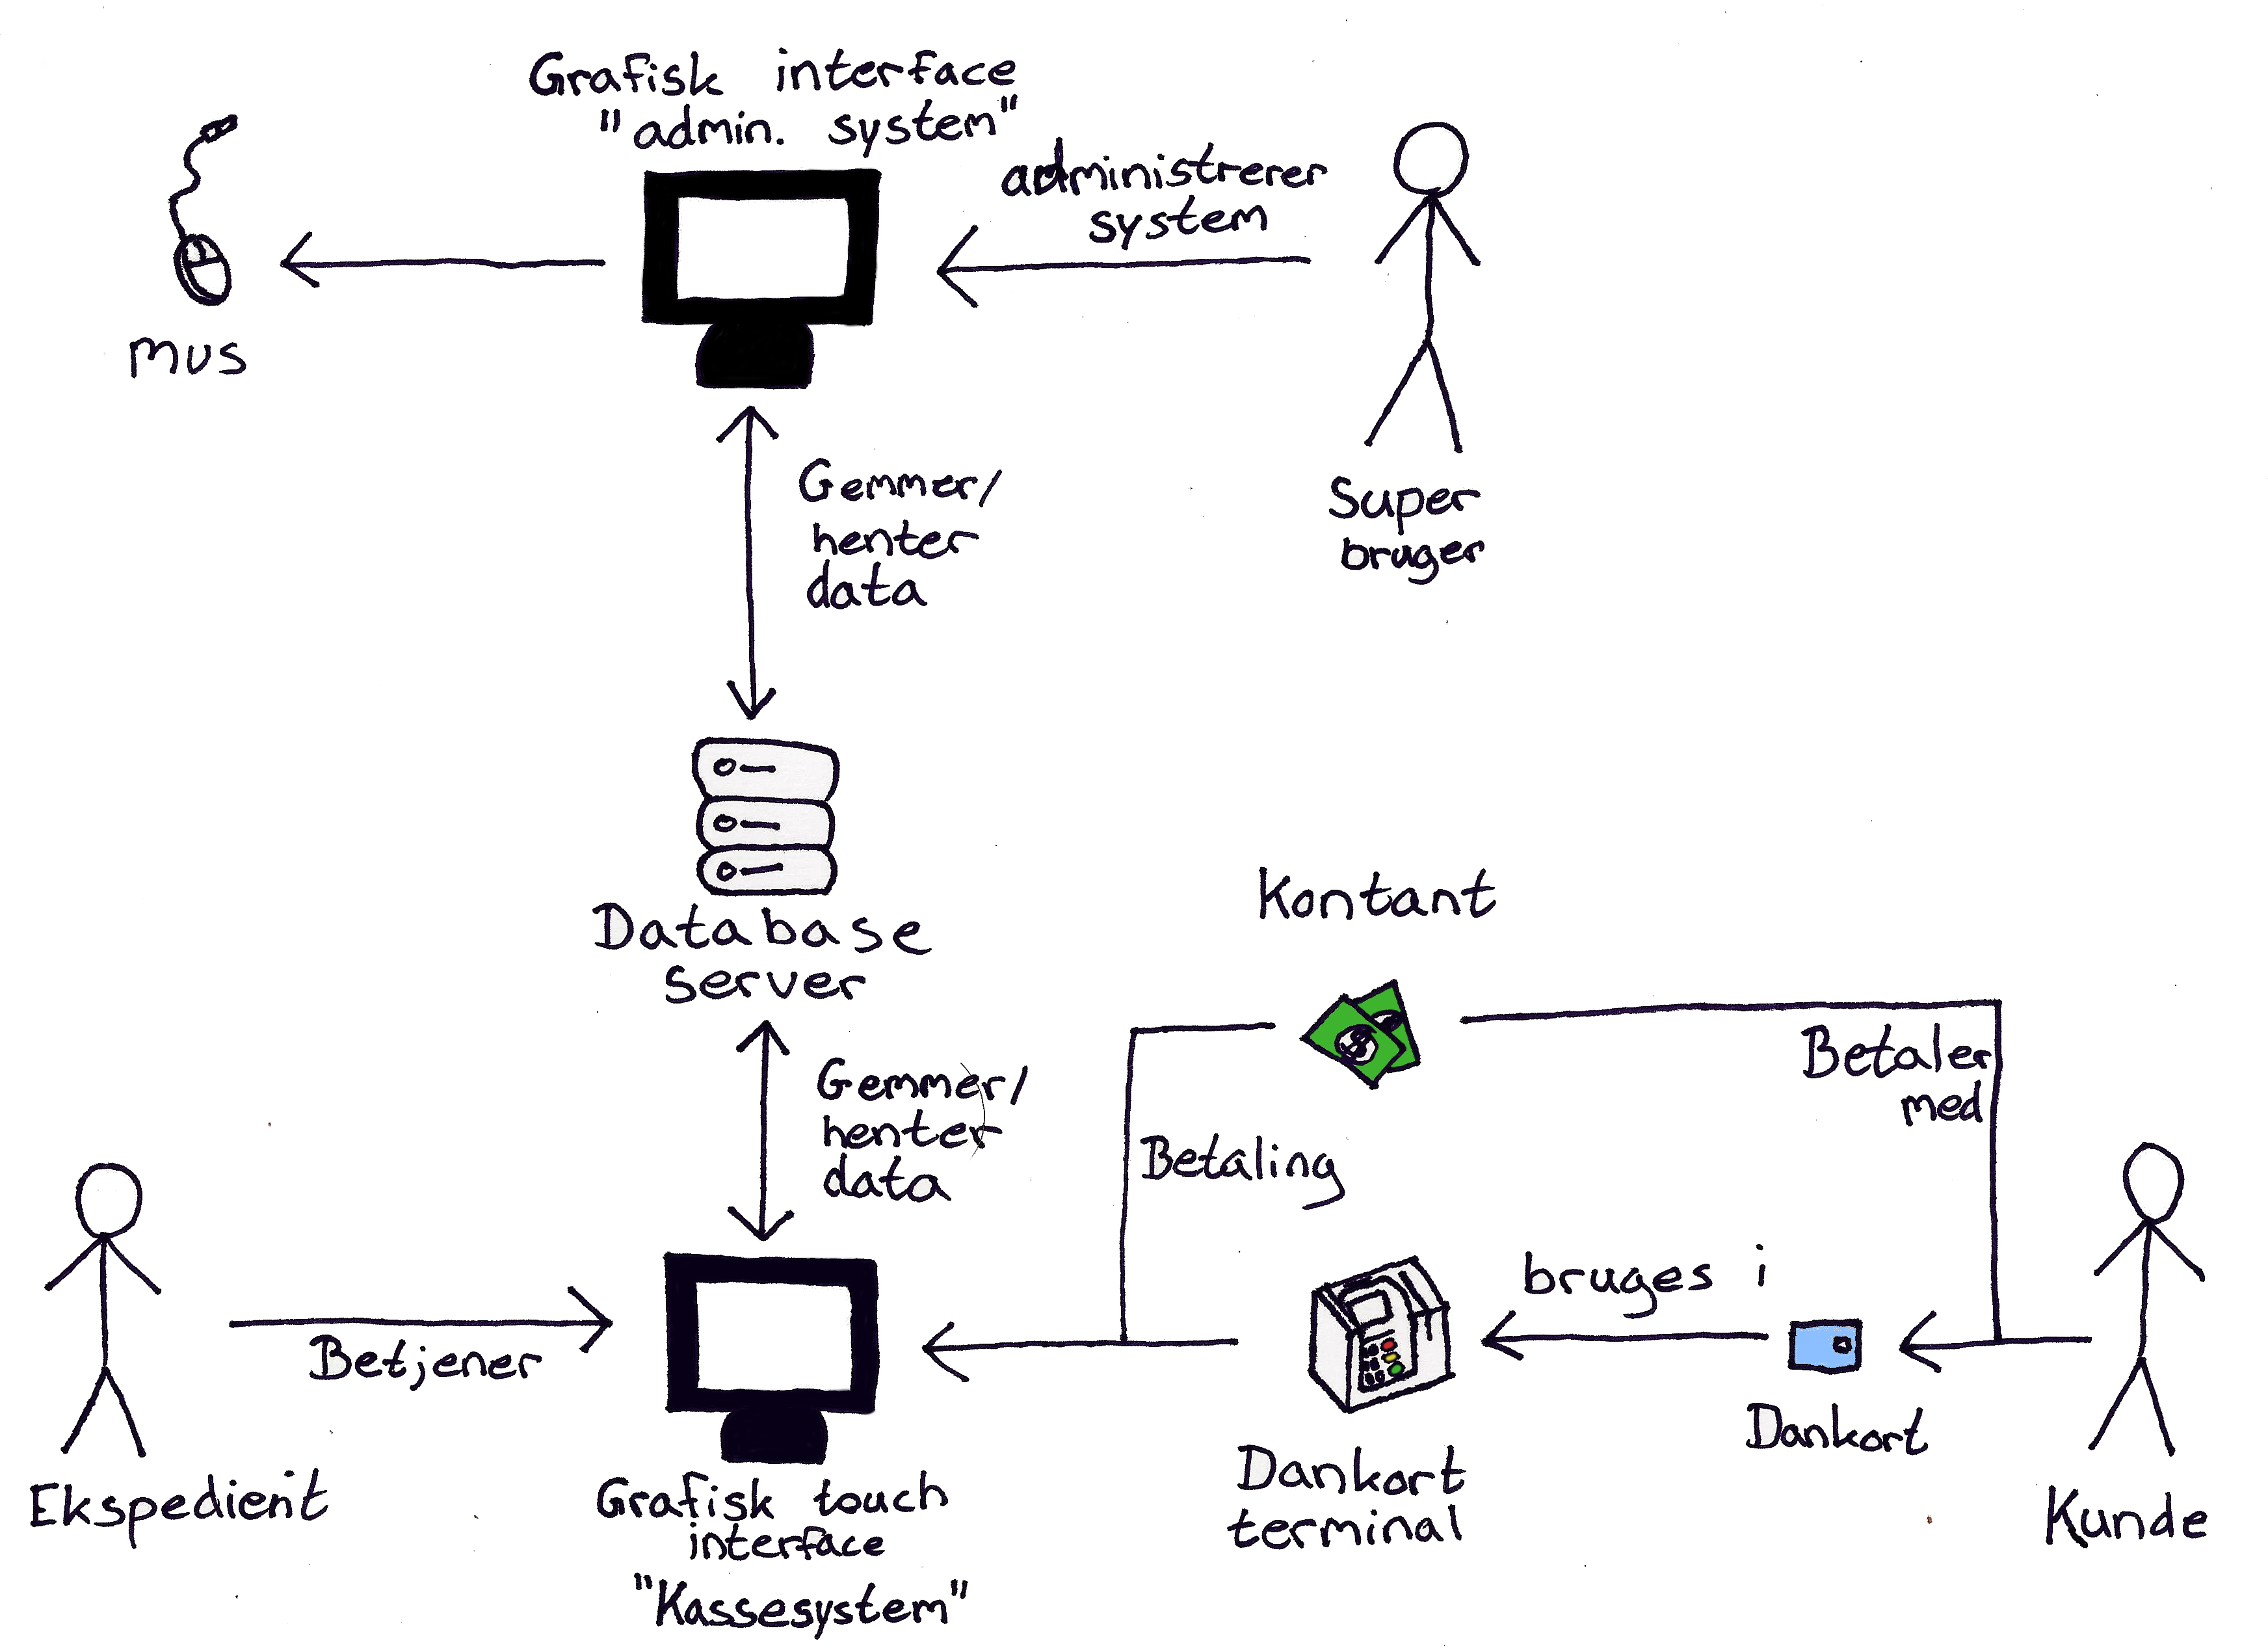 Grafisk interface
"admin. system"
administrerer
system
mus
Super
bruger
Gemmer/
henter
data
Database
server
Kontant
Betaler
med
Gemmer/
henter
data
Betaling
bruges i
Betjener
Dankort
Ekspedient
Grafisk touch
interface
"Kassesystem"
Dankort
terminal
Kunde
$